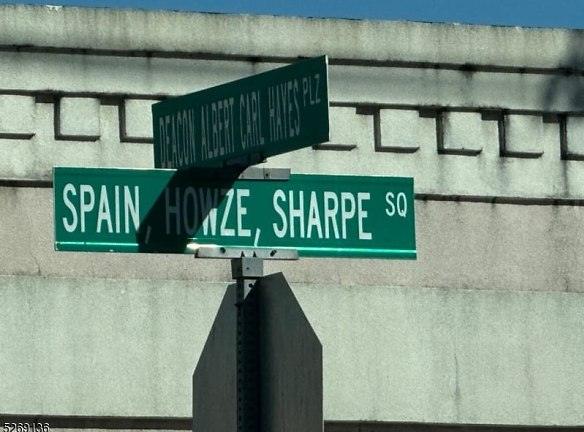 DEACON ALBERT CARL HAYES PLZ
SPAIN, HOWZE, SHARPE SQ
5269136